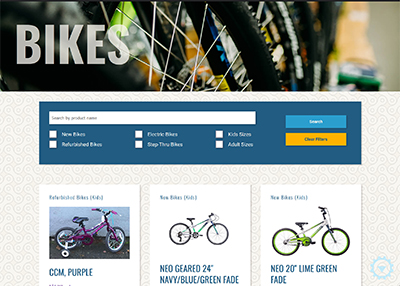 BIKES
Search by product name
Search
New Bikes
Electric Bikes
Kids Sizes
Clear Filters
Refurbished Bikes
Step-Thru Bikes
Adult Sizes
Refurbished Bikes (Kids)
New Bikes (Kids)
New Bikes (Kids)
CCM, PURPLE
NEO GEARED 24"
NAVY/BLUE/GREEN FADE
NEO 20" LIME GREEN
FADE